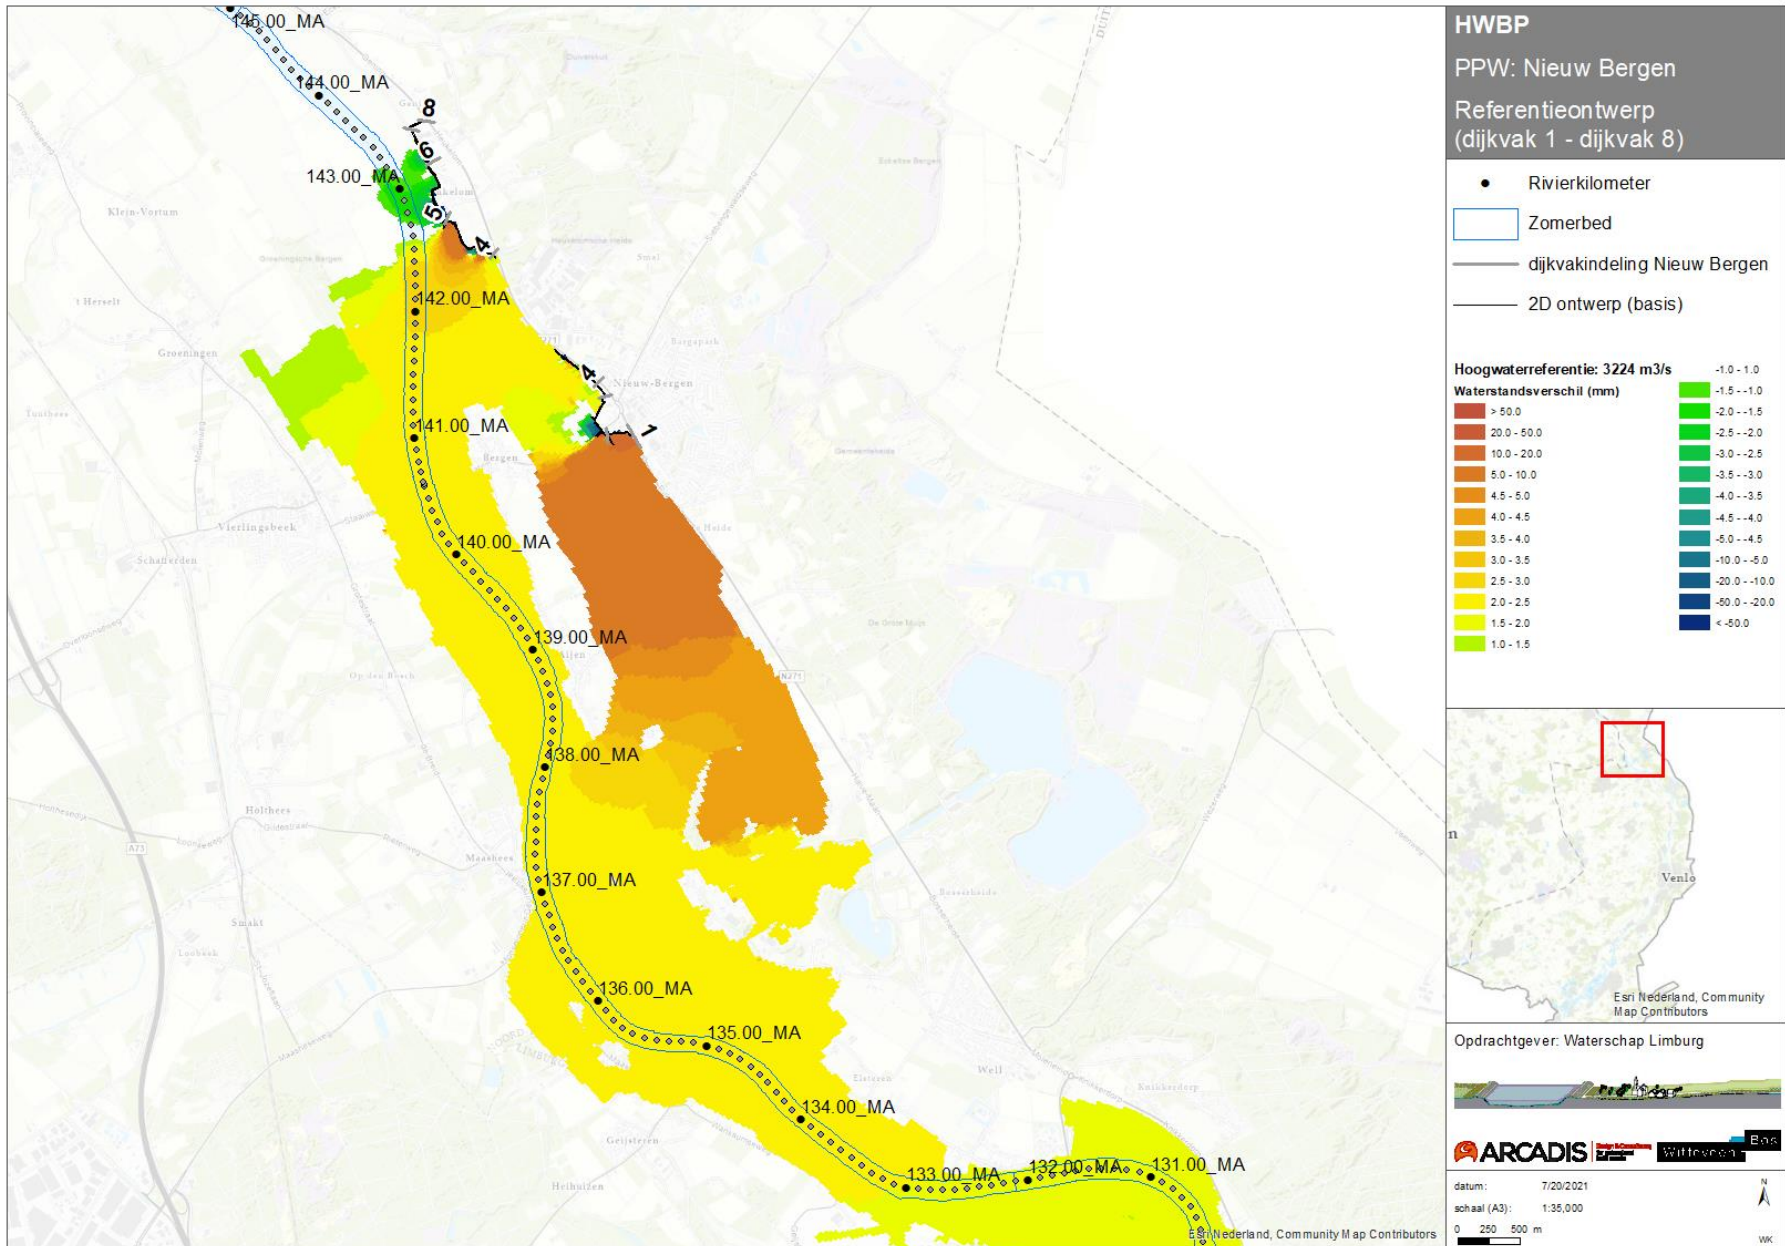 145.00_MA
144.00_MA
143.00_MA
142.00_MA
141.00_MA
140.00_MA
139.00_MA
138.00_MA
137.00_MA
136.00_MA
135.00_MA
134.00_MA
133.00_MA
132.00_MA
131.00_MA
8
6
5
4
4
1
Klein-Vortum
Groeningen
Vierlingsbeek
Bergen
Nieuw-Bergen
Holthees
Smakt
Maashees
Geijsteren
Well
Knikkerdorp
Heihuizen
A73
N271
Esri Nederland, Community Map Contributors
HWBP
PPW: Nieuw Bergen
Referentieontwerp
(dijkvak 1 - dijkvak 8)
Rivierkilometer
Zomerbed
dijkvakindeling Nieuw Bergen
2D ontwerp (basis)
Hoogwaterreferentie: 3224 m3/s
Waterstandsverschil (mm)
> 50.0
20.0 - 50.0
10.0 - 20.0
5.0 - 10.0
4.5 - 5.0
4.0 - 4.5
3.5 - 4.0
3.0 - 3.5
2.5 - 3.0
2.0 - 2.5
1.5 - 2.0
1.0 - 1.5
-1.0 - 1.0
-1.5 - -1.0
-2.0 - -1.5
-2.5 - -2.0
-3.0 - -2.5
-3.5 - -3.0
-4.0 - -3.5
-4.5 - -4.0
-5.0 - -4.5
-10.0 - -5.0
-20.0 - -10.0
-50.0 - -20.0
< -50.0
Venlo
Esri Nederland, Community
Map Contributors
Opdrachtgever: Waterschap Limburg
ARCADIS
Witteveen
Bos
datum: 7/20/2021
schaal (A3): 1:35,000
0 250 500 m
N
WK